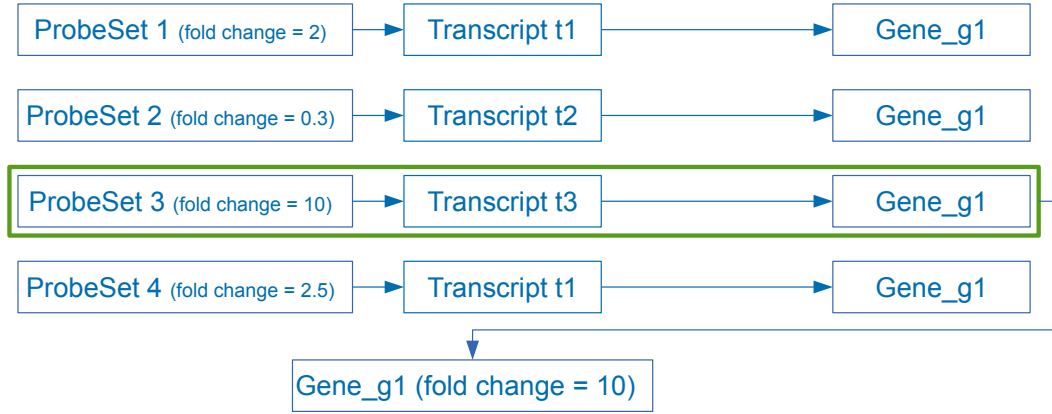 ProbeSet 1 (fold change = 2) Transcript t1 Gene_g1
ProbeSet 2 (fold change = 0.3) Transcript t2 Gene_g1
ProbeSet 3 (fold change = 10) Transcript t3 Gene_g1
ProbeSet 4 (fold change = 2.5) Transcript t1 Gene_g1
Gene_g1 (fold change = 10)